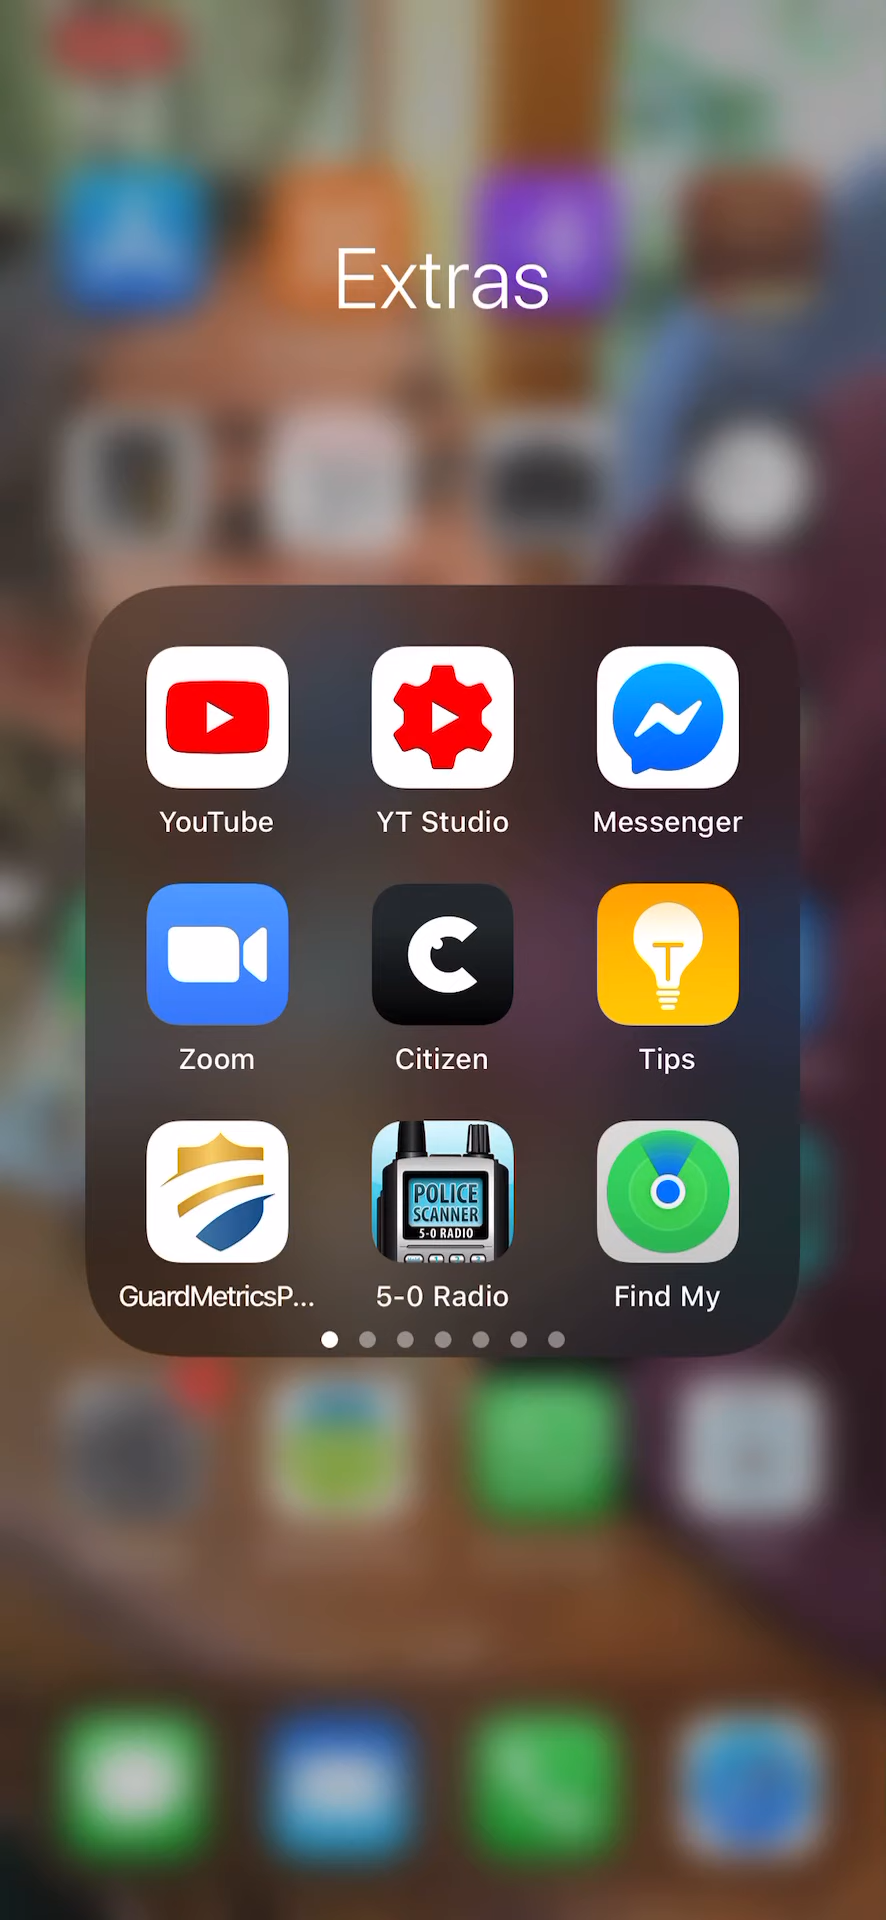 Extras
YouTube
YT Studio
Messenger
Zoom
Citizen
T
Tips
POLICE
SCANNER
5-0 RADIO
GuardMetricsP...
5-0 Radio
Find My